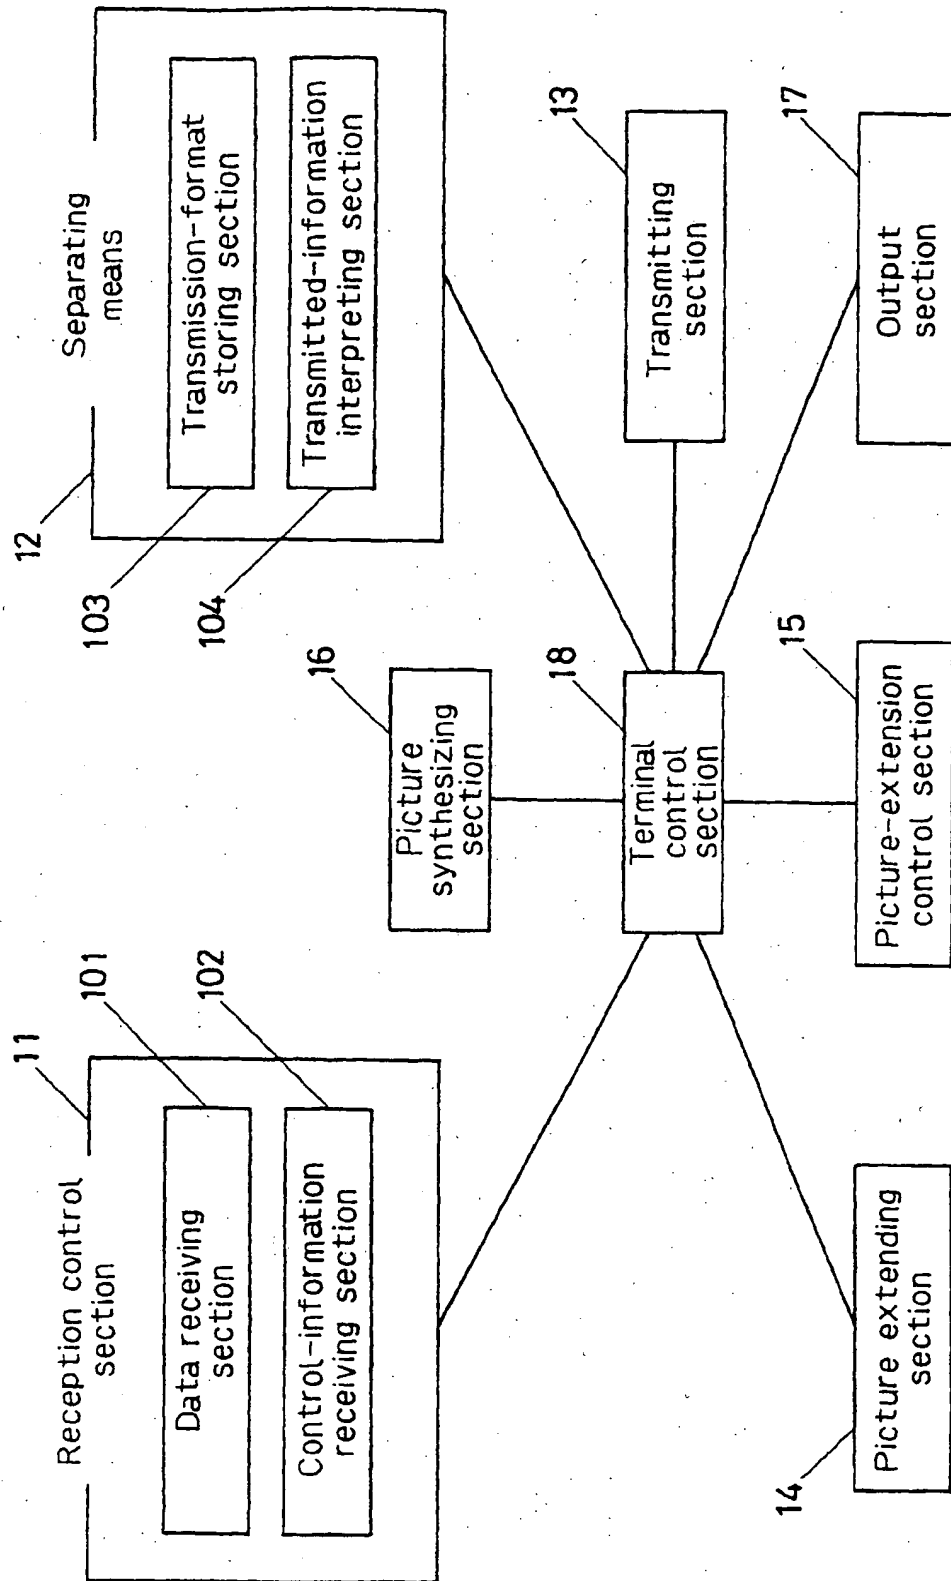 11
Reception control
section
101
Data receiving
section
102
Control-information
receiving section
12
Separating
means
103
Transmission-format
storing section
104
Transmitted-information
interpreting section
16
Picture
synthesizing
section
18
Terminal
control
section
13
Transmitting
section
14
Picture extending
section
15
Picture-extension
control section
17
Output
section